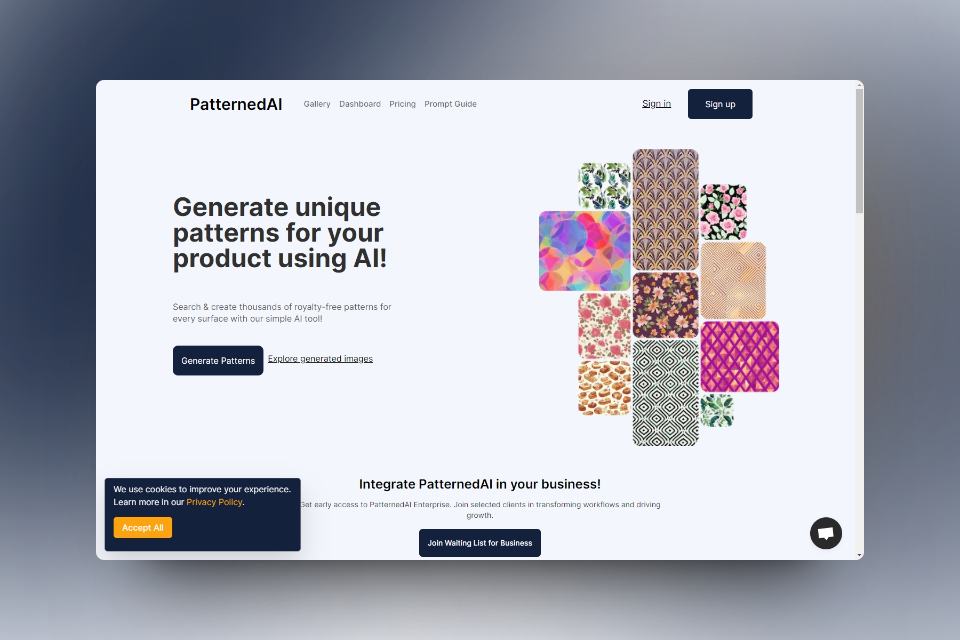 PatternedAI
Gallery Dashboard Pricing Prompt Guide
Sign in
Sign up
Generate unique
patterns for your
product using AI!
Search & create thousands of royalty-free patterns for
every surface with our simple AI tool!
Generate Patterns
Explore generated images
Integrate PatternedAI in your business!
Get early access to PatternedAI Enterprise. Join selected clients in transforming workflows and driving
growth.
Join Waiting List for Business
We use cookies to improve your experience.
Learn more in our Privacy Policy.
Accept All